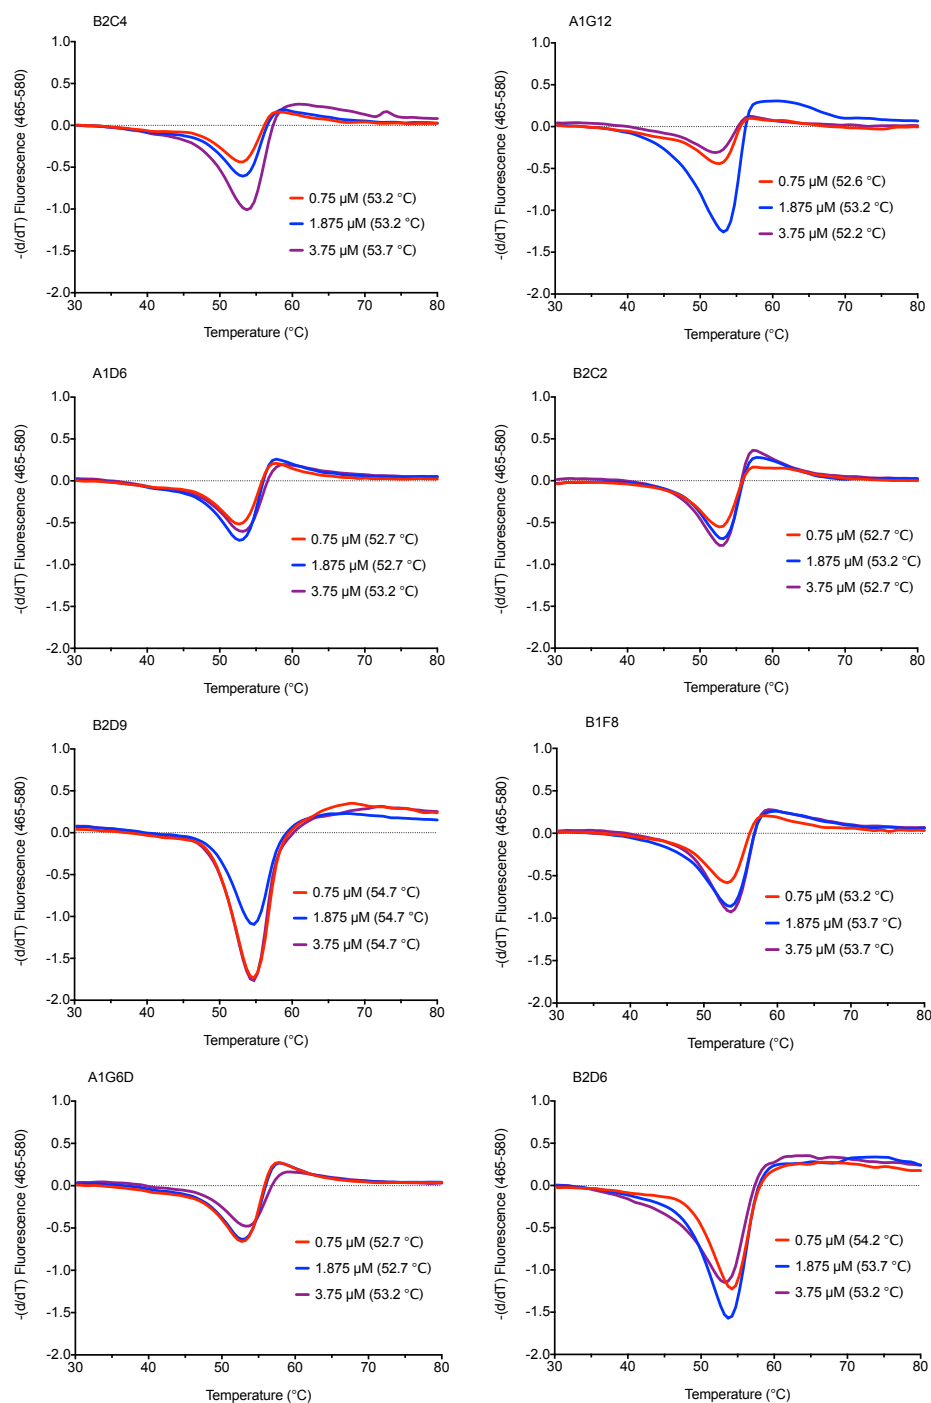 B2C4
-(d/dT) Fluorescence (465-580)
1.0
0.5
0.0
-0.5
-1.0
-1.5
-2.0
30 40 50 60 70 80
Temperature (°C)
0.75 µM (53.2 °C)
1.875 µM (53.2 °C)
3.75 µM (53.7 °C)
A1G12
-(d/dT) Fluorescence (465-580)
1.0
0.5
0.0
-0.5
-1.0
-1.5
-2.0
30 40 50 60 70 80
Temperature (°C)
0.75 µM (52.6 °C)
1.875 µM (53.2 °C)
3.75 µM (52.2 °C)
A1D6
-(d/dT) Fluorescence (465-580)
1.0
0.5
0.0
-0.5
-1.0
-1.5
-2.0
30 40 50 60 70 80
Temperature (°C)
0.75 µM (52.7 °C)
1.875 µM (52.7 °C)
3.75 µM (53.2 °C)
B2C2
-(d/dT) Fluorescence (465-580)
1.0
0.5
0.0
-0.5
-1.0
-1.5
-2.0
30 40 50 60 70 80
Temperature (°C)
0.75 µM (52.7 °C)
1.875 µM (53.2 °C)
3.75 µM (52.7 °C)
B2D9
-(d/dT) Fluorescence (465-580)
1.0
0.5
0.0
-0.5
-1.0
-1.5
-2.0
30 40 50 60 70 80
Temperature (°C)
0.75 µM (54.7 °C)
1.875 µM (54.7 °C)
3.75 µM (54.7 °C)
B1F8
-(d/dT) Fluorescence (465-580)
1.0
0.5
0.0
-0.5
-1.0
-1.5
-2.0
30 40 50 60 70 80
Temperature (°C)
0.75 µM (53.2 °C)
1.875 µM (53.7 °C)
3.75 µM (53.7 °C)
A1G6D
-(d/dT) Fluorescence (465-580)
1.0
0.5
0.0
-0.5
-1.0
-1.5
-2.0
30 40 50 60 70 80
Temperature (°C)
0.75 µM (52.7 °C)
1.875 µM (52.7 °C)
3.75 µM (53.2 °C)
B2D6
-(d/dT) Fluorescence (465-580)
1.0
0.5
0.0
-0.5
-1.0
-1.5
-2.0
30 40 50 60 70 80
Temperature (°C)
0.75 µM (54.2 °C)
1.875 µM (53.7 °C)
3.75 µM (53.2 °C)